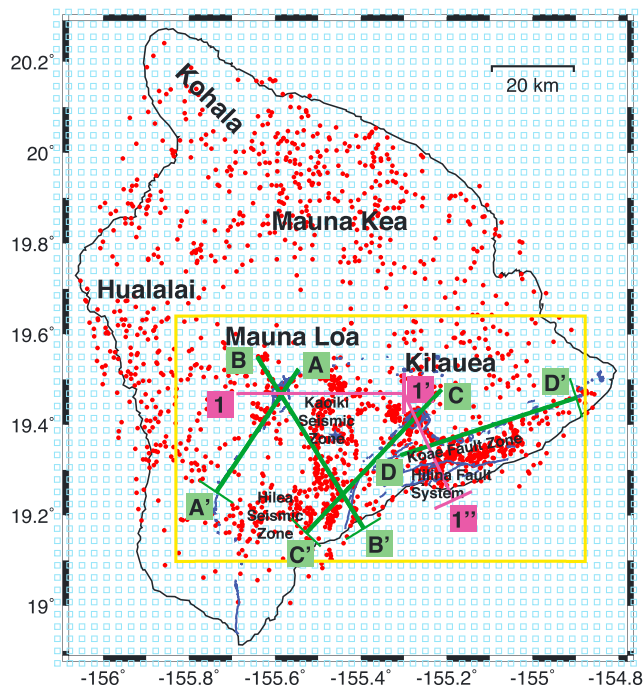 20.2°
20 km
Kohala
20°
Mauna Kea
19.8°
Hualalai
19.6°
Mauna Loa
B
A
Kilauea
D'
1
1'
C
Kaoiki
Seismic
Zone
19.4°
Koae Fault Zone
D
Hilina Fault
System
A'
Hilea
Seismic
Zone
1''
19.2°
C'
B'
19°
-156°
-155.8
-155.6
-155.4
-155.2
-155°
-154.8